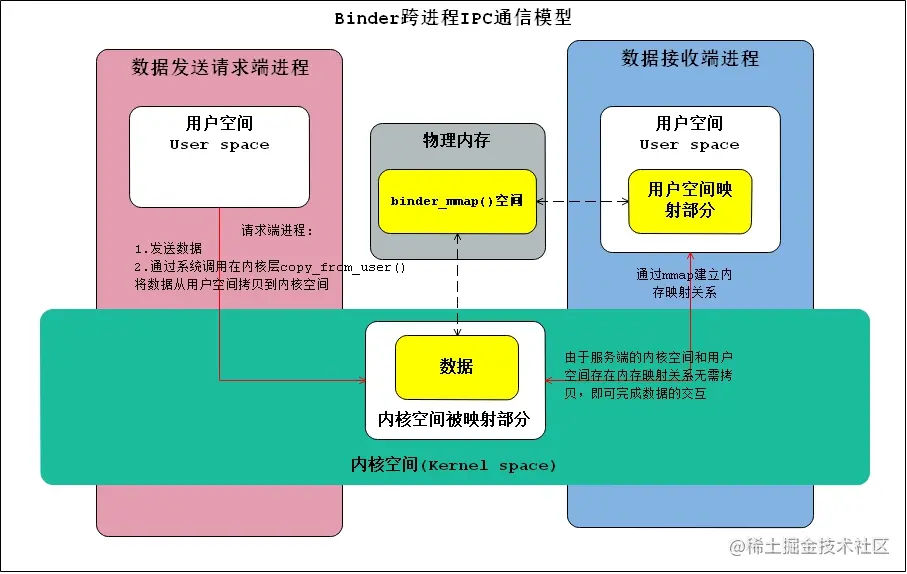 Binder跨进程IPC通信模型
数据发送请求端进程
用户空间
User space
请求端进程：
1.发送数据
2.通过系统调用在内核层copy_from_user()
将数据从用户空间拷贝到内核空间
物理内存
binder_mmap()空间
数据接收端进程
用户空间
User space
用户空间映
射部分
通过mmap建立内
存映射关系
数据
内核空间被映射部分
由于服务端的内核空间和用户
空间存在内存映射关系无需拷
贝，即可完成数据的交互
内核空间(Kernel space)
@稀土掘金技术社区